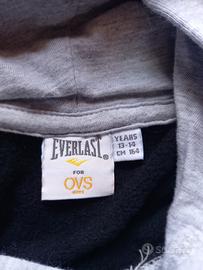 EVERLAST®
FOR
OVS
YEARS
13-14
CM 164